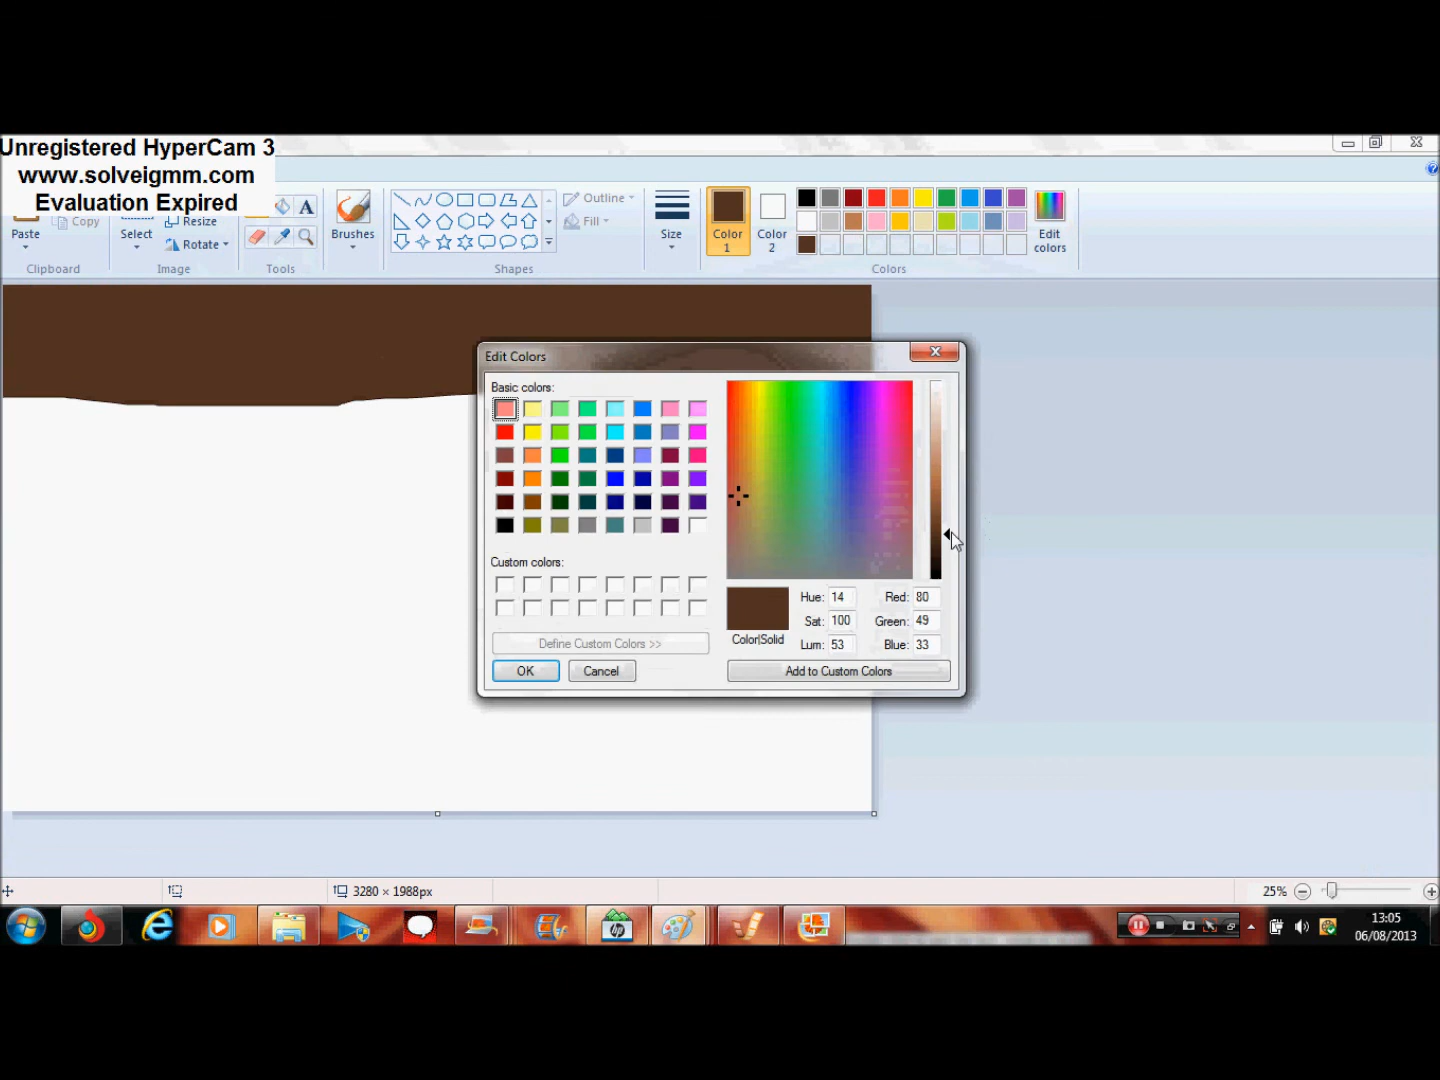 Unregistered HyperCam 3
www.solveigmm.com
Evaluation Expired
Paste
Copy
Clipboard
Select
Resize
Rotate
Image
A
Tools
Brushes
Outline
Fill
Shapes
Size
Color 1
Color 2
Edit colors
Colors
Edit Colors
Basic colors:
Custom colors:
Define Custom Colors >>
OK
Cancel
Color|Solid
Hue: 14
Sat: 100
Lum: 53
Red: 80
Green: 49
Blue: 33
Add to Custom Colors
3280 × 1988px
25%
hp
13:05
06/08/2013